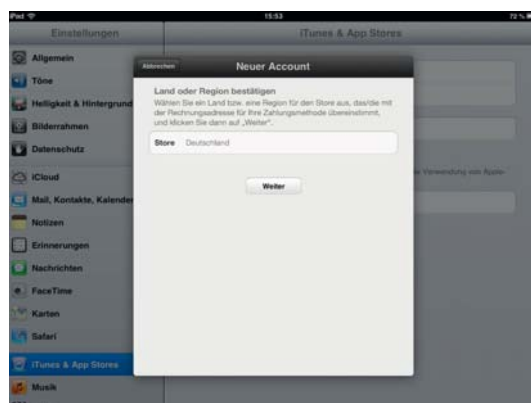 iPad
15:53
72 %
Einstellungen
iTunes & App Stores
Allgemein
Töne
Helligkeit & Hintergrund
Bilderrahmen
Datenschutz
iCloud
Mail, Kontakte, Kalender
Notizen
Erinnerungen
Nachrichten
FaceTime
Karten
Safari
iTunes & App Stores
Musik
Abbrechen
Neuer Account
Land oder Region bestätigen
Wählen Sie ein Land bzw. eine Region für den Store aus, das/die mit
der Rechnungsadresse für Ihre Zahlungsmethode übereinstimmt,
und klicken Sie dann auf „Weiter“.
Store Deutschland
Weiter
Verwendung von Apple-